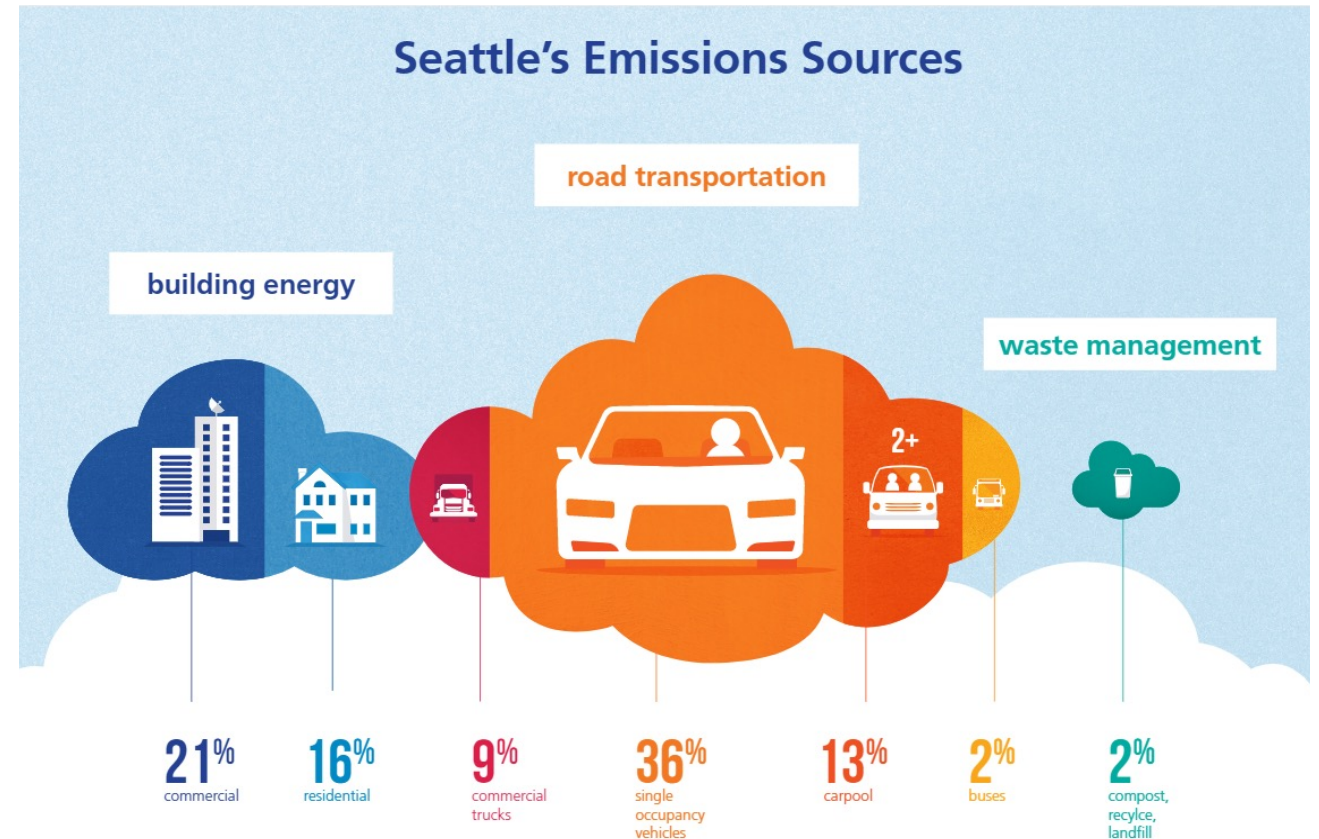 Seattle's Emissions Sources
road transportation
building energy
waste management
2+
21%
commercial
16%
residential
9%
commercial
trucks
36%
single
occupancy
vehicles
13%
carpool
2%
buses
2%
compost,
recylce,
landfill